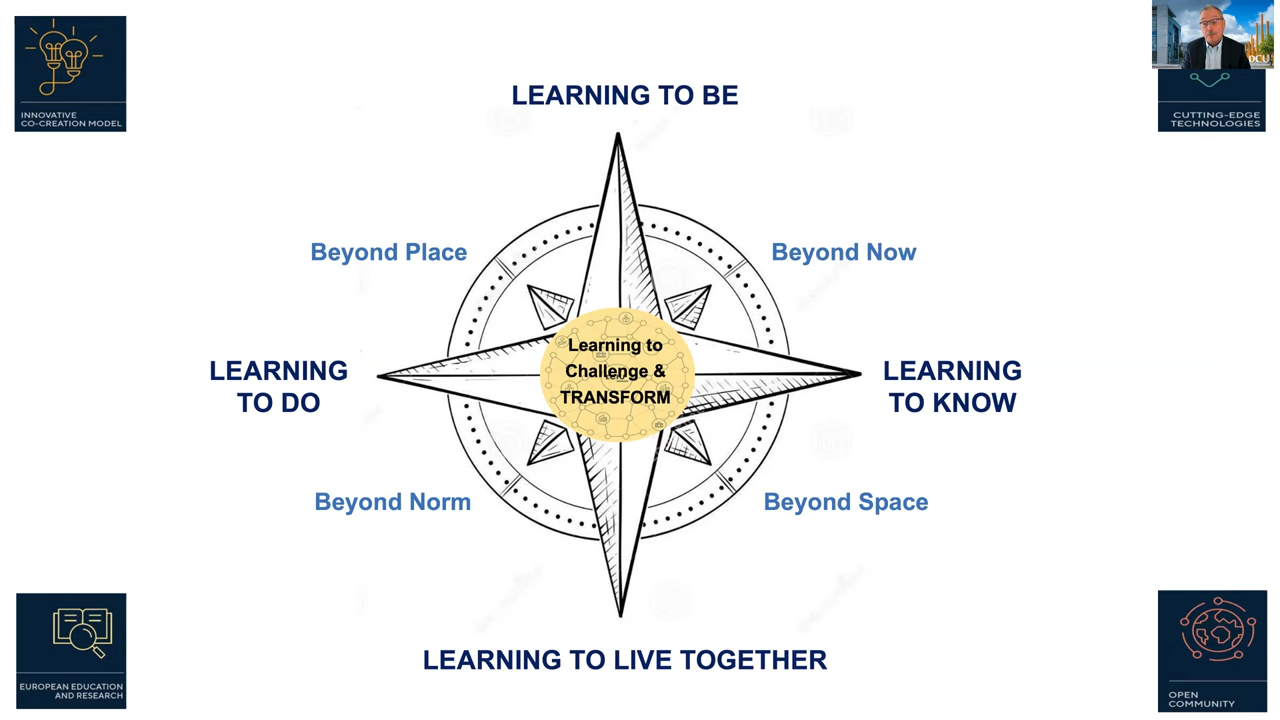 INNOVATIVE
CO-CREATION MODEL
DCU
CUTTING-EDGE
TECHNOLOGIES
LEARNING TO BE
Beyond Place
Beyond Now
LEARNING
TO DO
Learning to
Challenge &
TRANSFORM
LEARNING
TO KNOW
Beyond Norm
Beyond Space
LEARNING TO LIVE TOGETHER
EUROPEAN EDUCATION
AND RESEARCH
OPEN
COMMUNITY